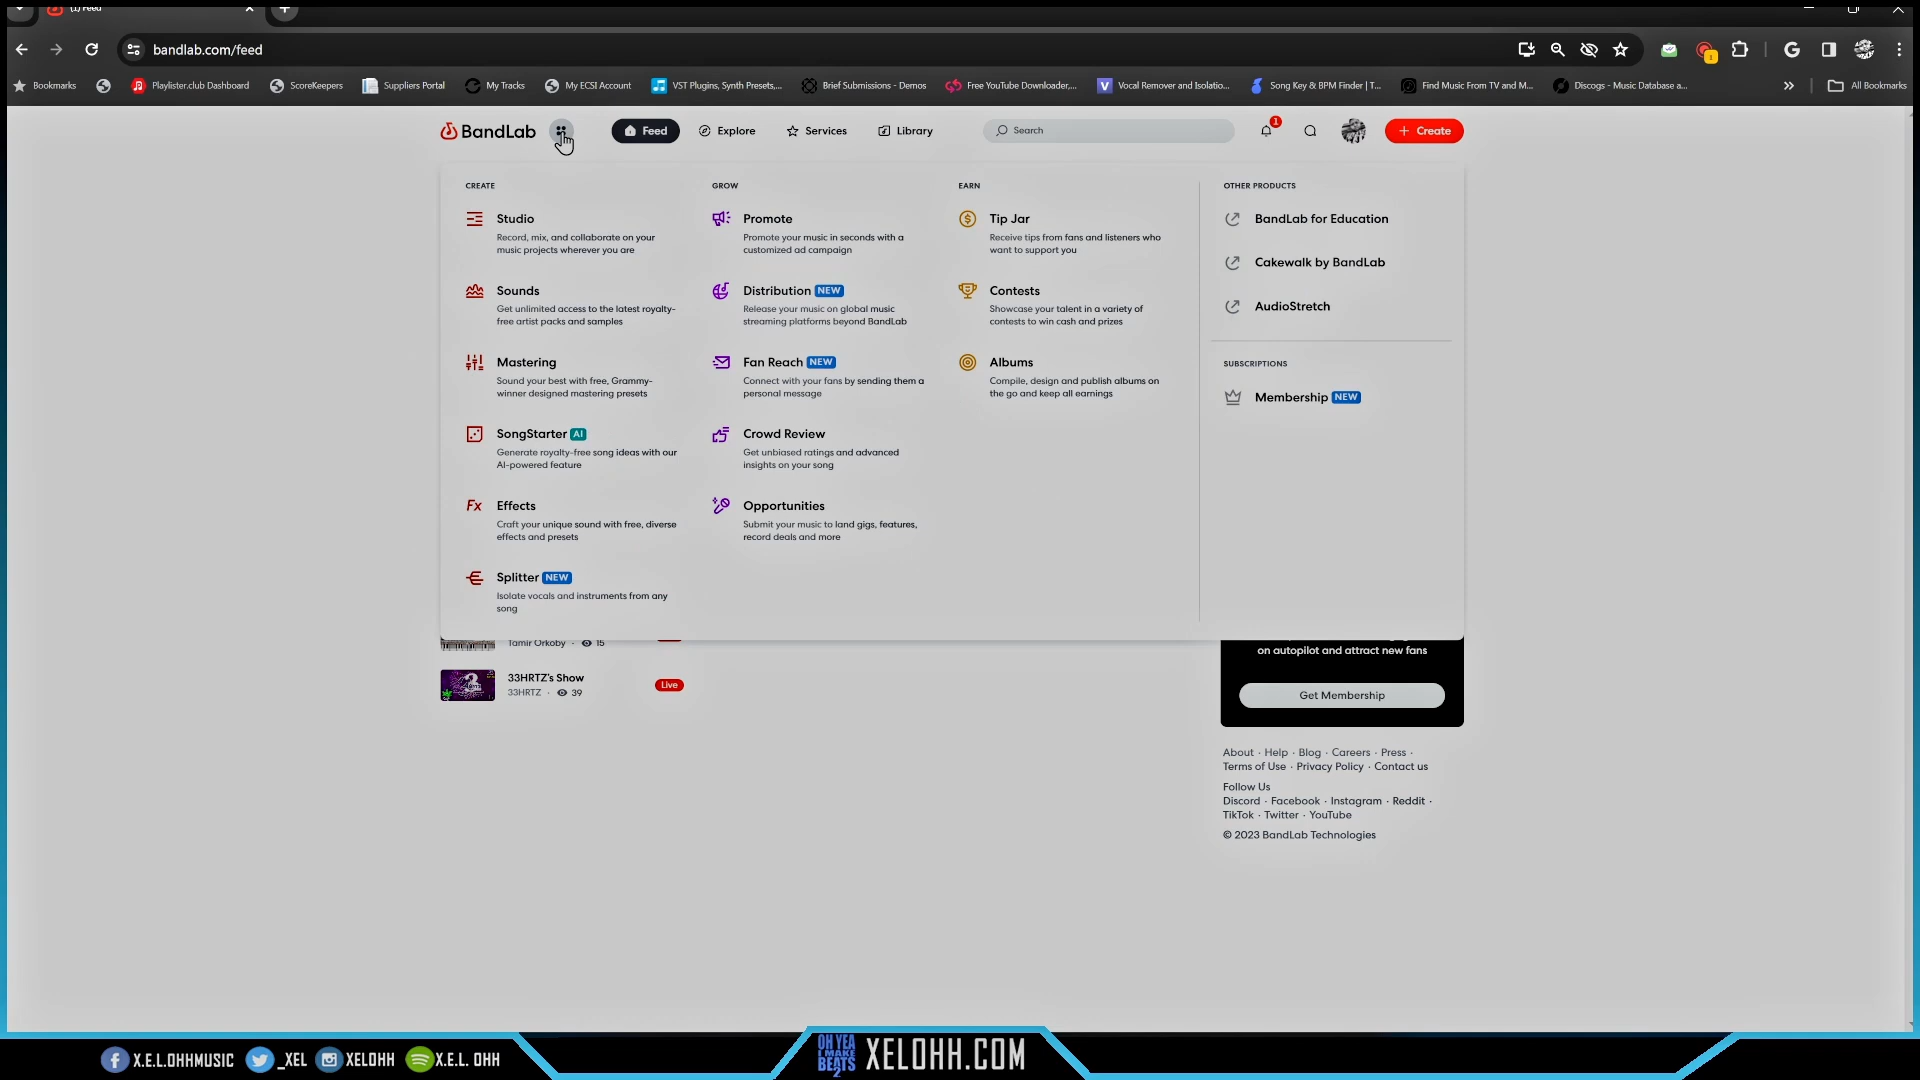 (1) Feed
bandlab.com/feed
Bookmarks
Playlister.club Dashboard
ScoreKeepers
Suppliers Portal
My Tracks
My ECSI Account
VST Plugins, Synth Presets,...
Brief Submissions - Demos
Free YouTube Downloader,...
Vocal Remover and Isolatio...
Song Key & BPM Finder | T...
Find Music From TV and M...
Discogs - Music Database a...
All Bookmarks
BandLab
Feed
Explore
Services
Library
Search
1
Create
CREATE
Studio
Record, mix, and collaborate on your
music projects wherever you are
Sounds
Get unlimited access to the latest royalty-
free artist packs and samples
Mastering
Sound your best with free, Grammy-
winner designed mastering presets
SongStarter AI
Generate royalty-free song ideas with our
AI-powered feature
Fx Effects
Craft your unique sound with free, diverse
effects and presets
Splitter NEW
Isolate vocals and instruments from any
song
GROW
Promote
Promote your music in seconds with a
customized ad campaign
Distribution NEW
Release your music on global music
streaming platforms beyond BandLab
Fan Reach NEW
Connect with your fans by sending them a
personal message
Crowd Review
Get unbiased ratings and advanced
insights on your song
Opportunities
Submit your music to land gigs, features,
record deals and more
EARN
Tip Jar
Receive tips from fans and listeners who
want to support you
Contests
Showcase your talent in a variety of
contests to win cash and prizes
Albums
Compile, design and publish albums on
the go and keep all earnings
OTHER PRODUCTS
BandLab for Education
Cakewalk by BandLab
AudioStretch
SUBSCRIPTIONS
Membership NEW
Tamir Orkoby · 15
33HRTZ's Show
33HRTZ · 39
Live
on autopilot and attract new fans
Get Membership
About · Help · Blog · Careers · Press ·
Terms of Use · Privacy Policy · Contact us
Follow Us
Discord · Facebook · Instagram · Reddit ·
TikTok · Twitter · YouTube
© 2023 BandLab Technologies
X.E.L.OHHMUSIC
_XEL
XELOHH
X.E.L. OHH
OH YEA
I MAKE
BEATS
2
XELOHH.COM